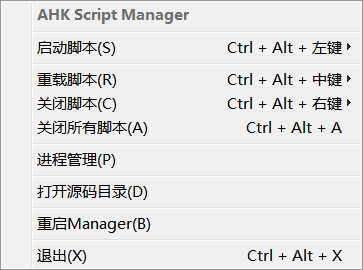 AHK Script Manager
启动脚本(S) Ctrl + Alt + 左键
重载脚本(R) Ctrl + Alt + 中键
关闭脚本(C) Ctrl + Alt + 右键
关闭所有脚本(A) Ctrl + Alt + A
进程管理(P)
打开源码目录(D)
重启Manager(B)
退出(X) Ctrl + Alt + X